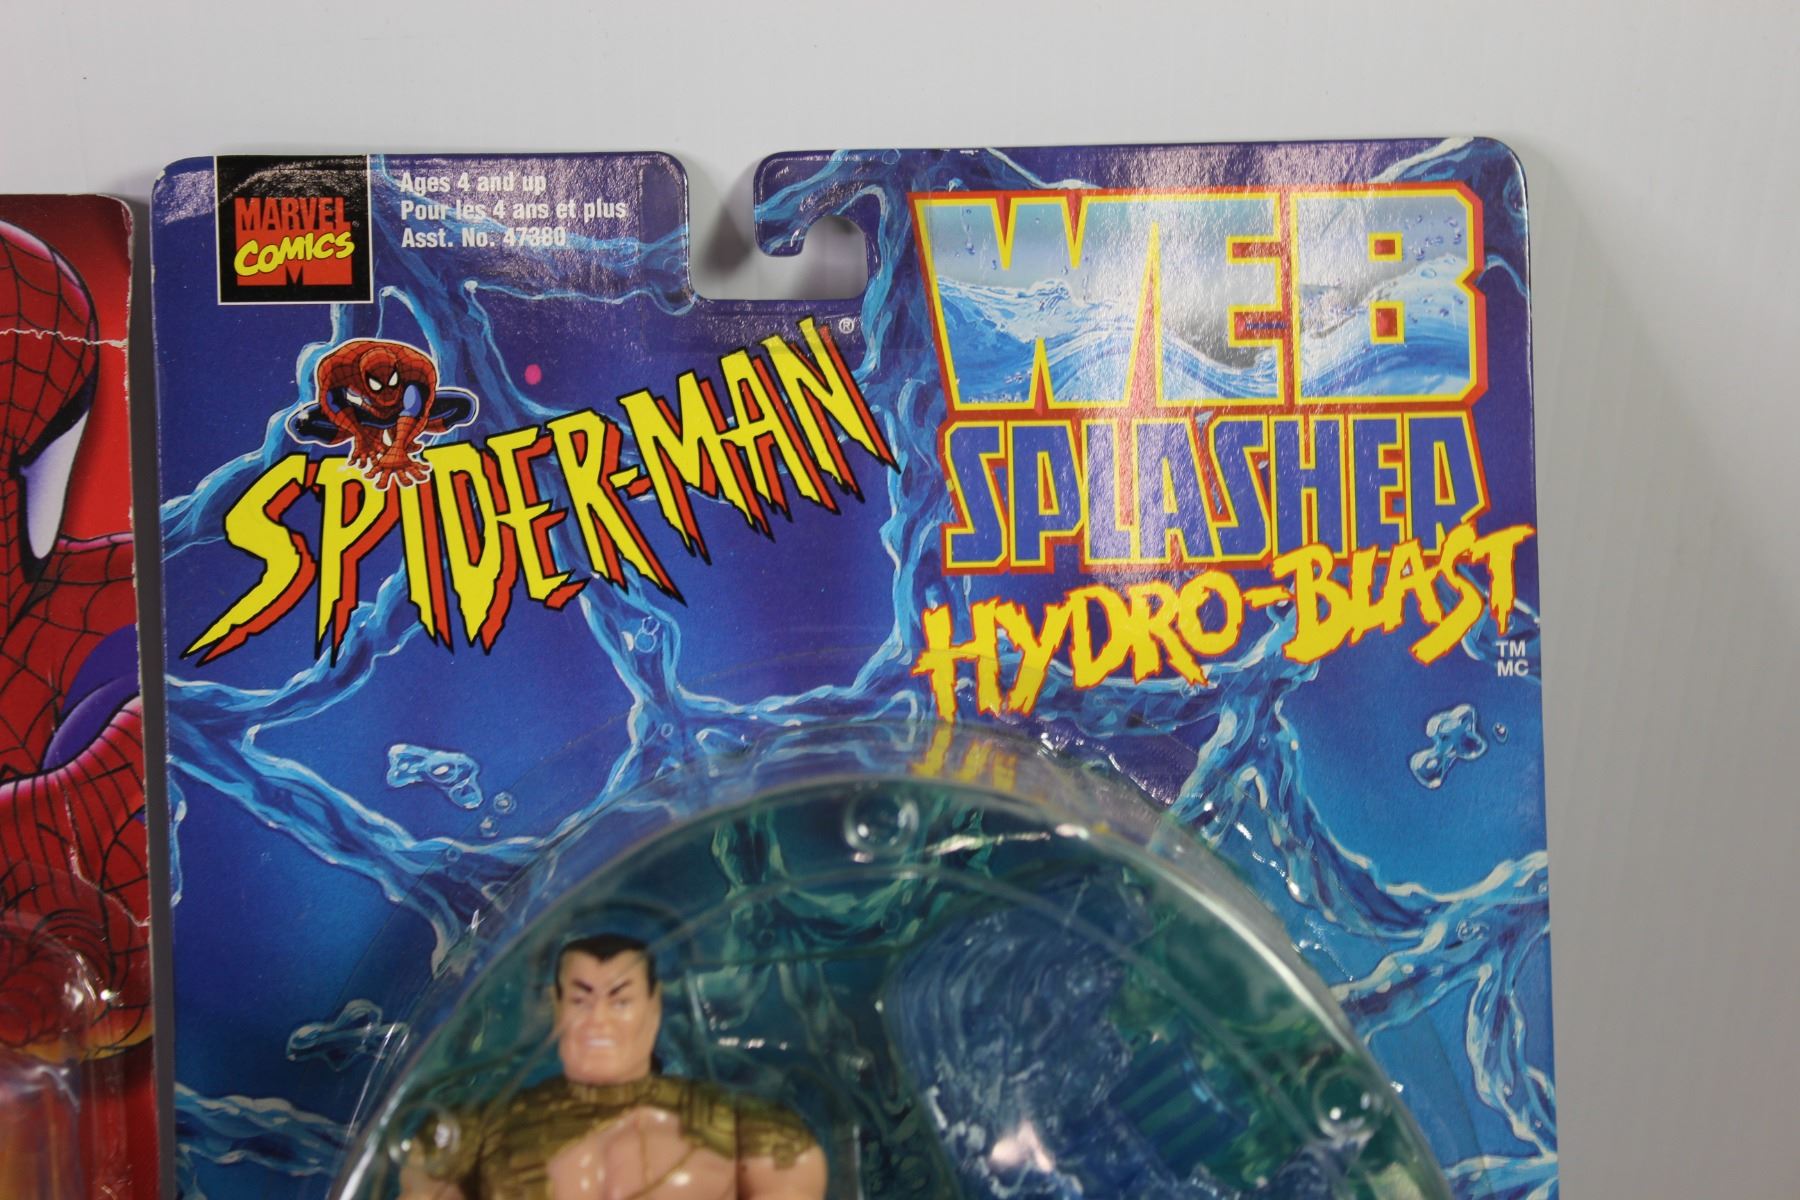 MARVEL
COMICS
M
Ages 4 and up
Pour les 4 ans et plus
Asst. No. 47380
SPIDER-MAN®
WEB
SPLASHER
HYDRO-BLAST
TM
MC